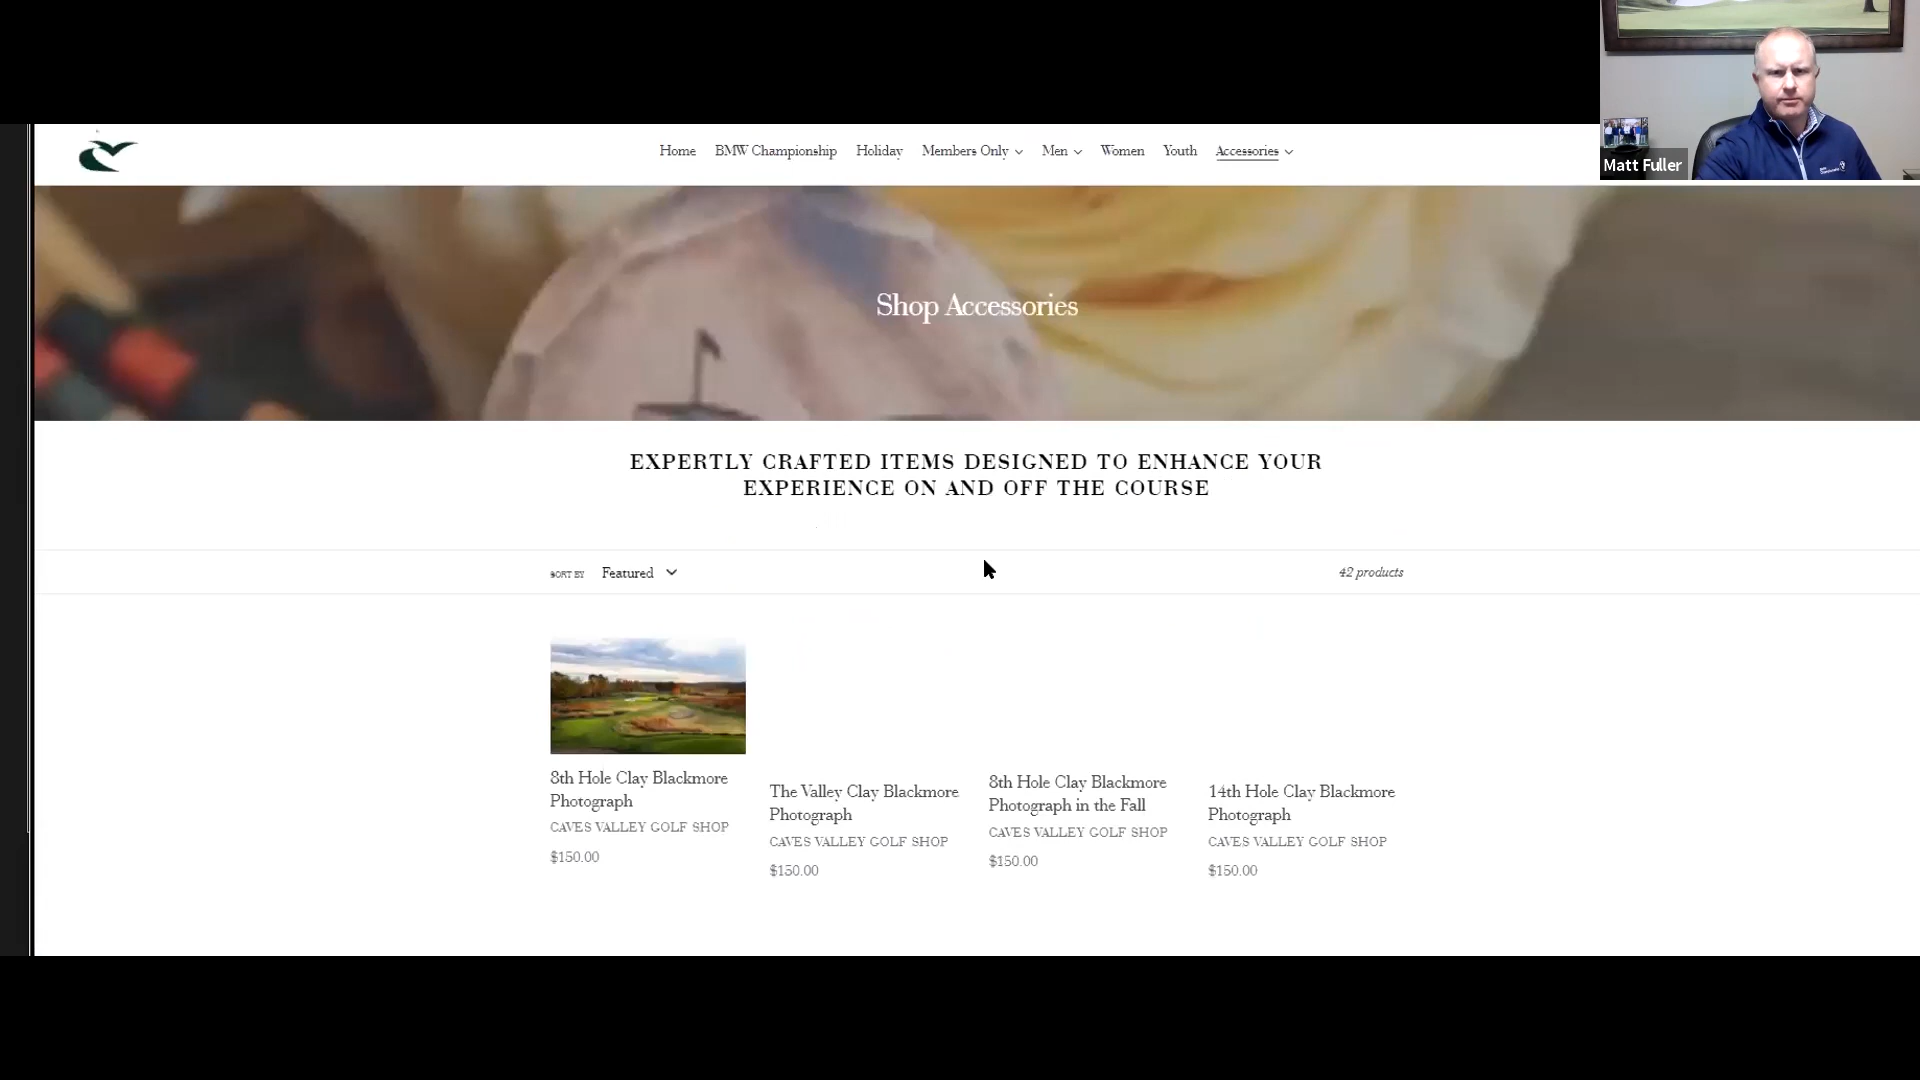 Home BMW Championship Holiday Members Only Men Women Youth Accessories
Matt Fuller
Shop Accessories
EXPERTLY CRAFTED ITEMS DESIGNED TO ENHANCE YOUR
EXPERIENCE ON AND OFF THE COURSE
SORT BY Featured
42 products
8th Hole Clay Blackmore
Photograph
CAVES VALLEY GOLF SHOP
$150.00
The Valley Clay Blackmore
Photograph
CAVES VALLEY GOLF SHOP
$150.00
8th Hole Clay Blackmore
Photograph in the Fall
CAVES VALLEY GOLF SHOP
$150.00
14th Hole Clay Blackmore
Photograph
CAVES VALLEY GOLF SHOP
$150.00